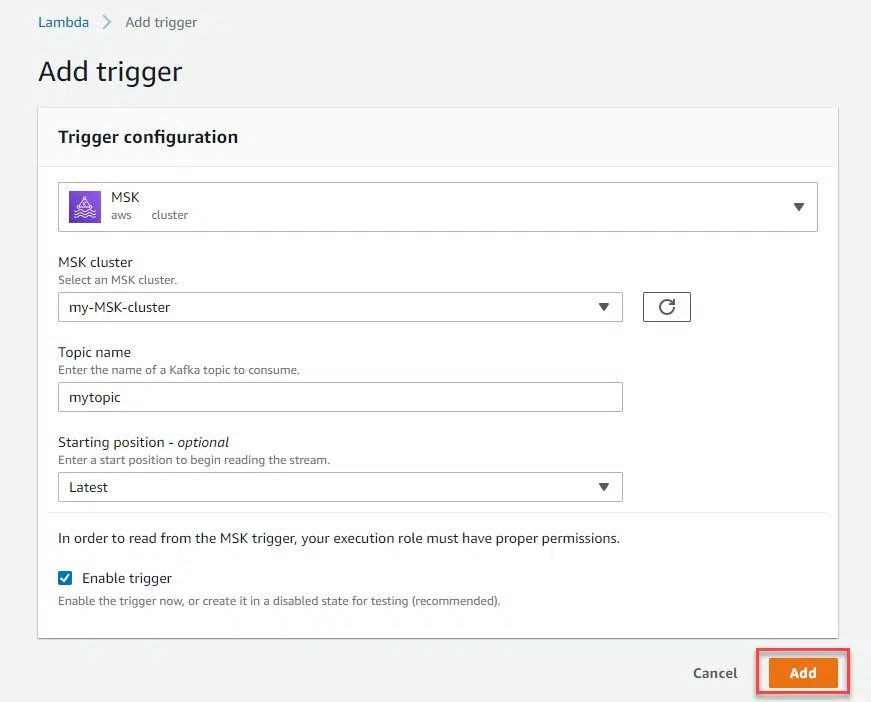 Lambda > Add trigger
Add trigger
Trigger configuration
MSK
aws cluster
MSK cluster
Select an MSK cluster.
my-MSK-cluster
Topic name
Enter the name of a Kafka topic to consume.
mytopic
Starting position - optional
Enter a start position to begin reading the stream.
Latest
In order to read from the MSK trigger, your execution role must have proper permissions.
Enable trigger
Enable the trigger now, or create it in a disabled state for testing (recommended).
Cancel Add